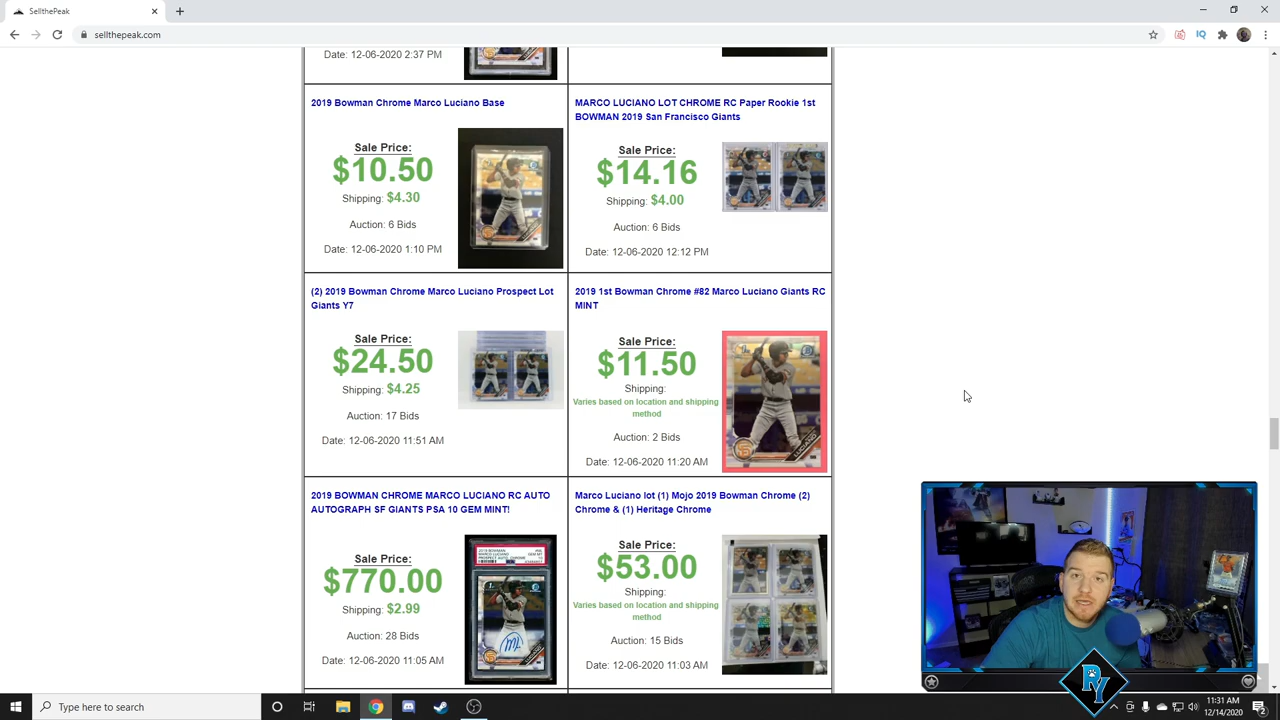 SellthePeak
sellthepeak.com
Date: 12-06-2020 2:37 PM
2019 Bowman Chrome Marco Luciano Base
Sale Price:
$10.50
Shipping: $4.30
Auction: 6 Bids
Date: 12-06-2020 1:10 PM
MARCO LUCIANO LOT CHROME RC Paper Rookie 1st
BOWMAN 2019 San Francisco Giants
Sale Price:
$14.16
Shipping: $4.00
Auction: 6 Bids
Date: 12-06-2020 12:12 PM
(2) 2019 Bowman Chrome Marco Luciano Prospect Lot
Giants Y7
Sale Price:
$24.50
Shipping: $4.25
Auction: 17 Bids
Date: 12-06-2020 11:51 AM
2019 1st Bowman Chrome #82 Marco Luciano Giants RC
MINT
Sale Price:
$11.50
Shipping:
Varies based on location and shipping
method
Auction: 2 Bids
Date: 12-06-2020 11:20 AM
LUCIANO
2019 BOWMAN CHROME MARCO LUCIANO RC AUTO
AUTOGRAPH SF GIANTS PSA 10 GEM MINT!
Sale Price:
$770.00
Shipping: $2.99
Auction: 28 Bids
Date: 12-06-2020 11:05 AM
2019 BOWMAN
MARCO LUCIANO
Marco Luciano lot (1) Mojo 2019 Bowman Chrome (2)
Chrome & (1) Heritage Chrome
Sale Price:
$53.00
Shipping:
Varies based on location and shipping
method
Auction: 15 Bids
Date: 12-06-2020 11:03 AM
RY
Type here to search
11:31 AM
12/14/2020